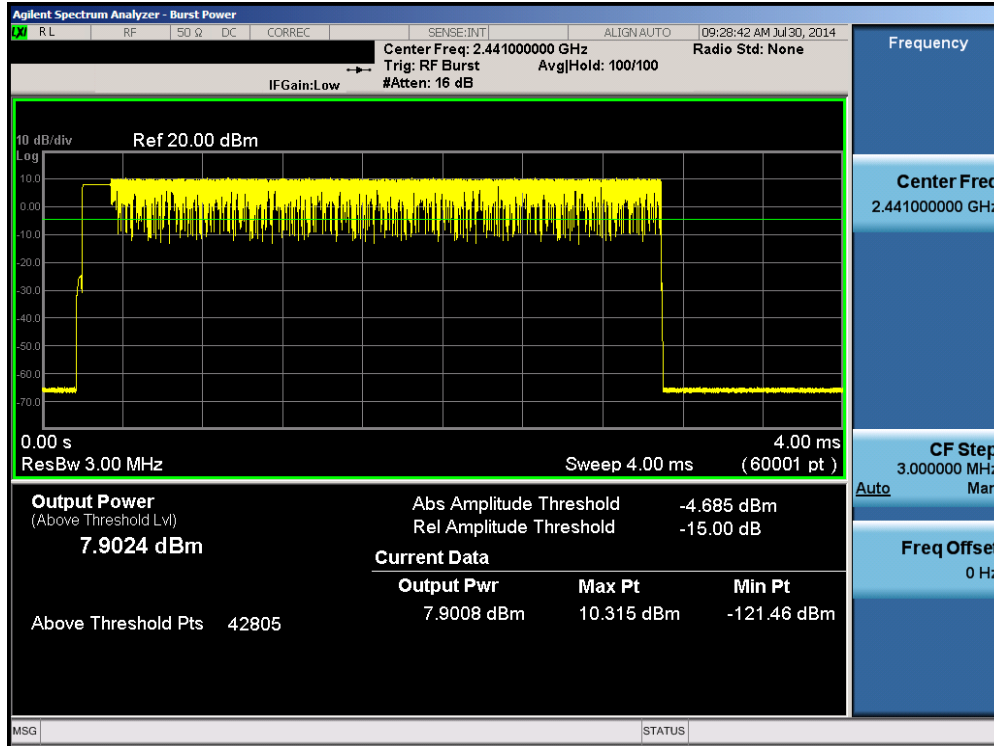 Agilent Spectrum Analyzer - Burst Power
LXI RL RF 50 Ω DC CORREC SENSE:INT ALIGN AUTO 09:28:42 AM Jul 30, 2014
Center Freq: 2.441000000 GHz Radio Std: None
Trig: RF Burst Avg|Hold: 100/100
IFGain:Low #Atten: 16 dB
10 dB/div Ref 20.00 dBm
Log
10.0
0.00
-10.0
-20.0
-30.0
-40.0
-50.0
-60.0
-70.0
0.00 s 4.00 ms
ResBw 3.00 MHz Sweep 4.00 ms (60001 pt)
Output Power
(Above Threshold Lvl)
7.9024 dBm
Above Threshold Pts 42805
Abs Amplitude Threshold -4.685 dBm
Rel Amplitude Threshold -15.00 dB
Current Data
Output Pwr Max Pt Min Pt
7.9008 dBm 10.315 dBm -121.46 dBm
MSG STATUS
Frequency
Center Freq
2.441000000 GHz
CF Step
3.000000 MHz
Auto Man
Freq Offset
0 Hz